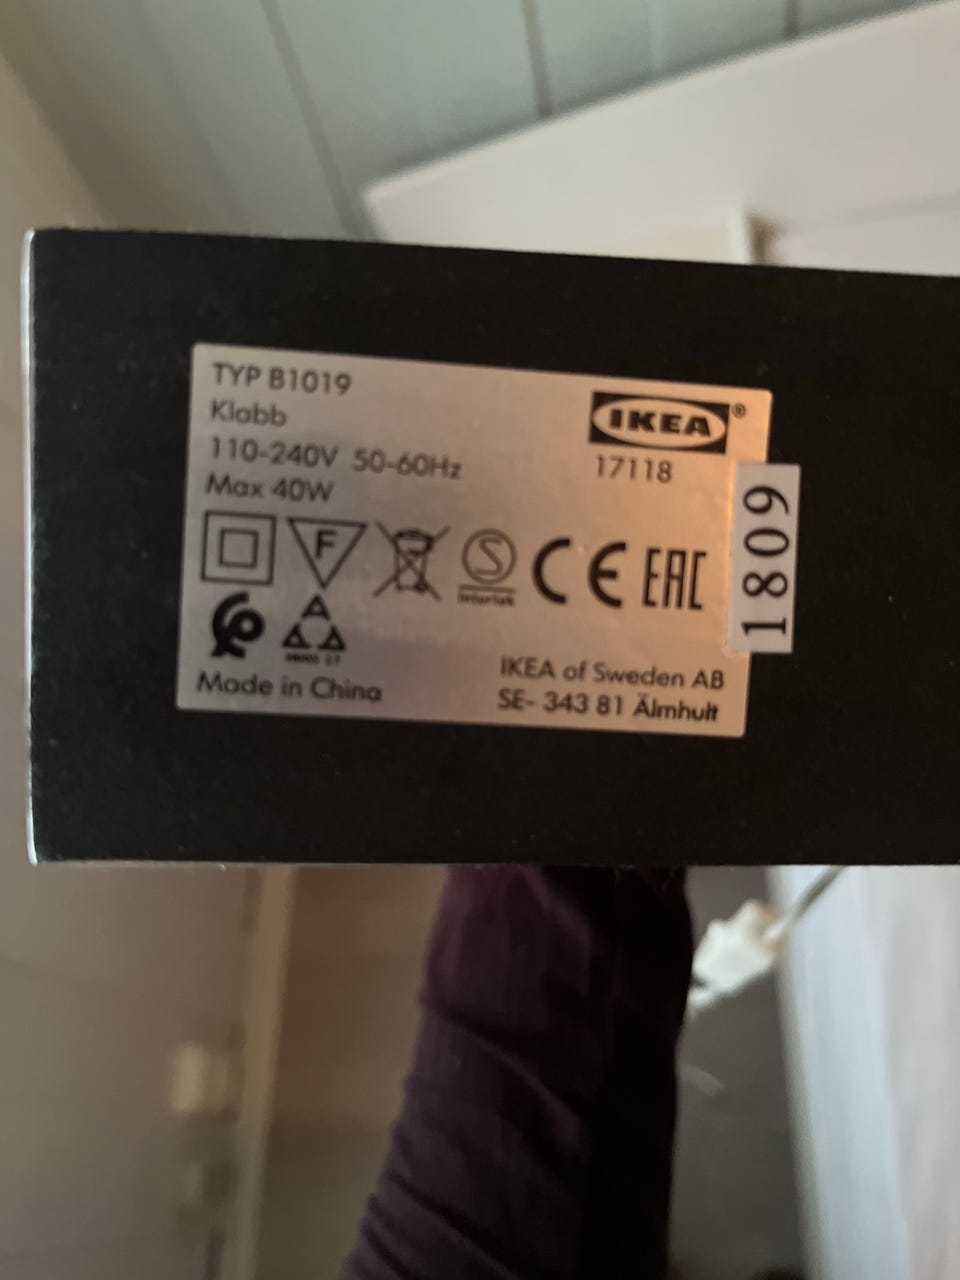 TYP B1019
Klabb
110-240V 50-60Hz
Max 40W
IKEA®
17118
F
S
Intertek
CE
EAC
1809
Made in China
IKEA of Sweden AB
SE- 343 81 Älmhult